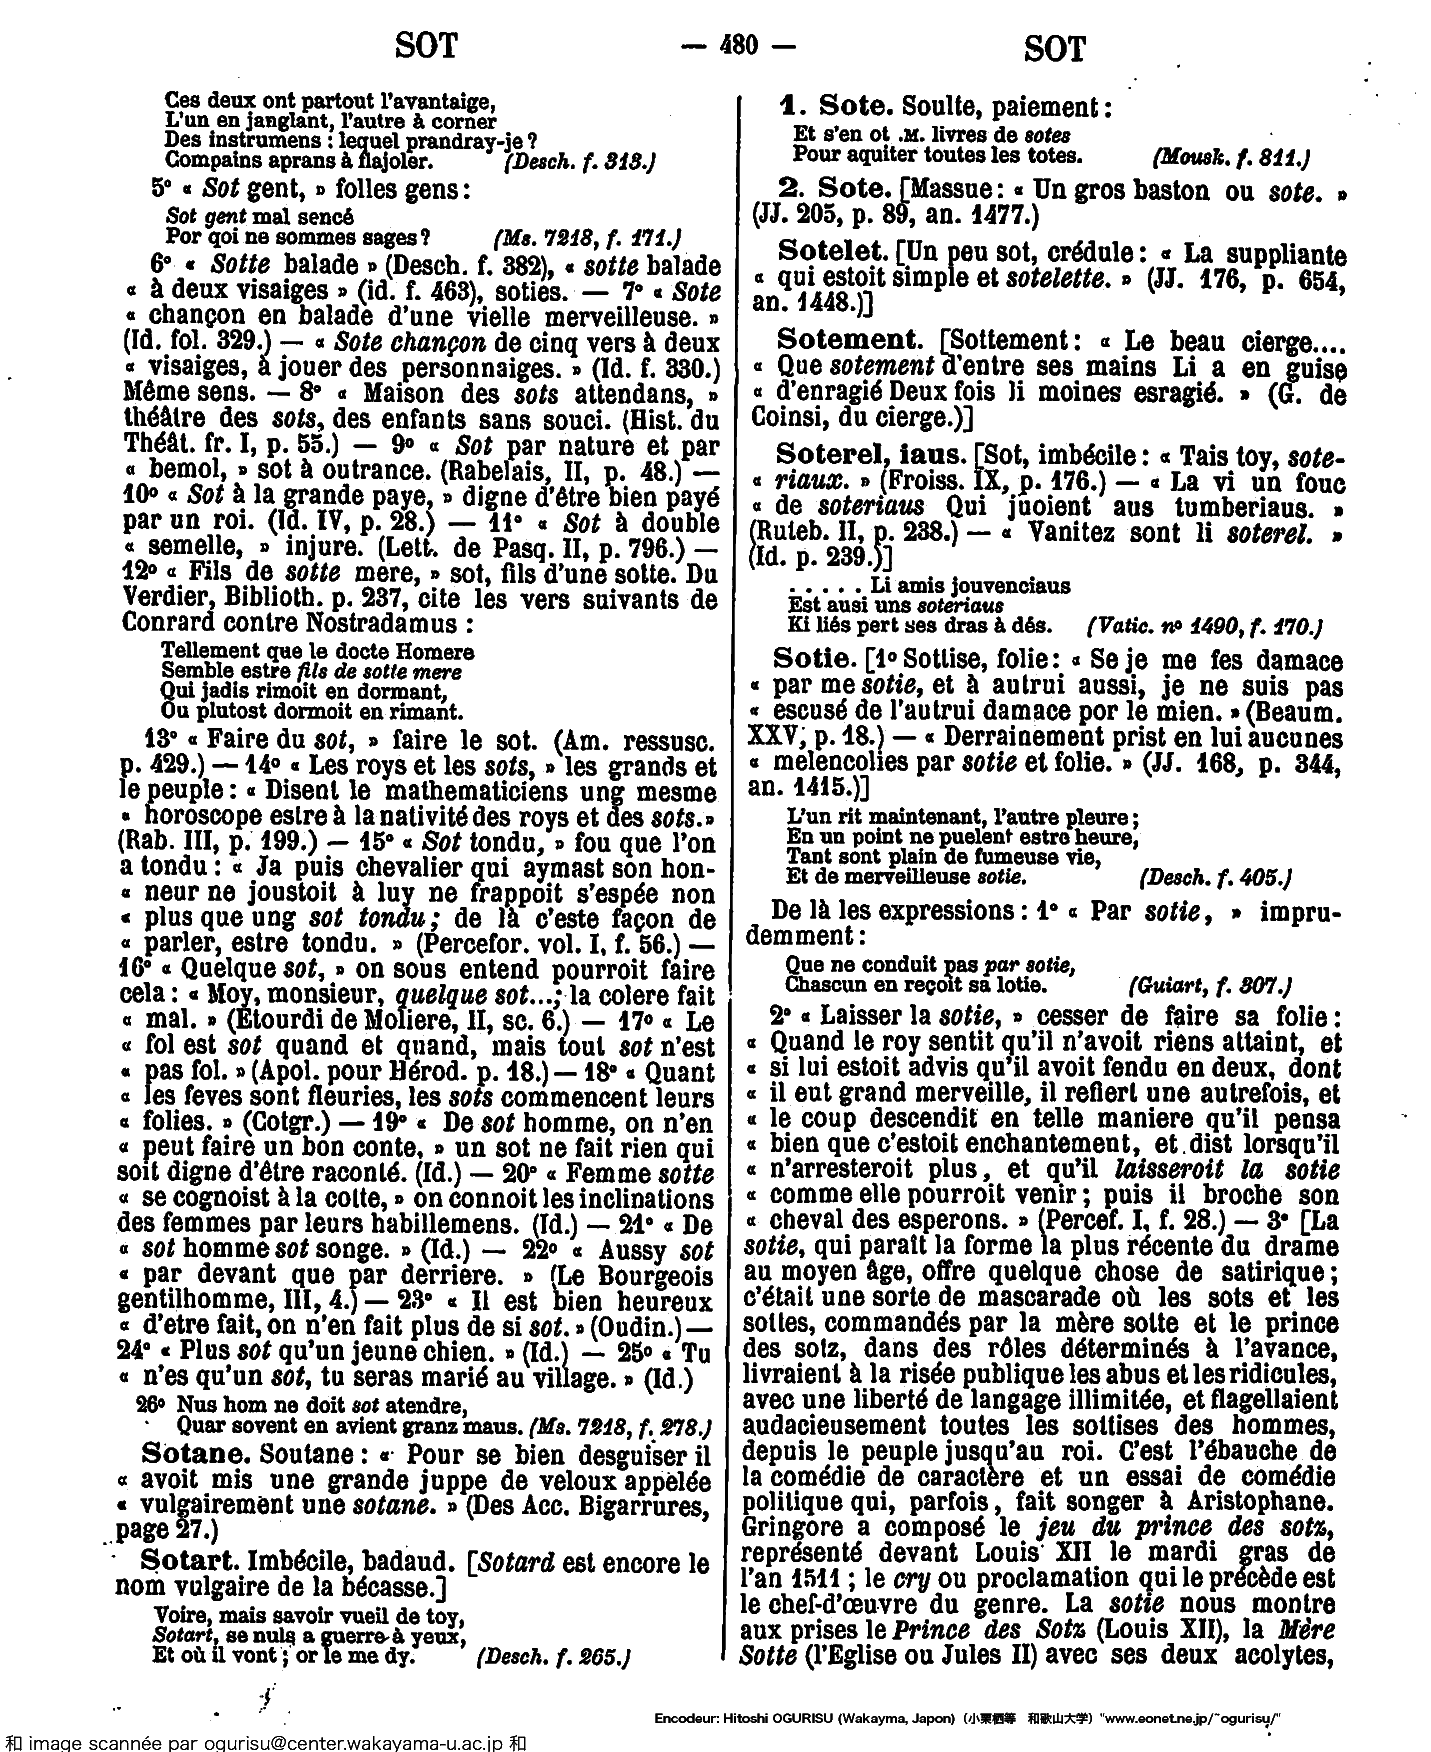 SOT — 480 — SOT
Ces deux ont partout l'avantaige,
L'un en janglant, l'autre à corner
Des instrumens : lequel prandray-je ?
Compains aprans à flajoler. (Desch. f. 313.)
5° « Sot gent, » folles gens :
Sot gent mal sencé
Por qoi ne sommes sages ? (Ms. 7218, f. 171.)
6° « Sotte balade » (Desch. f. 382), « sotte balade
« à deux visaiges » (id. f. 463), soties. — 7° « Sote
« chançon en balade d'une vielle merveilleuse. »
(Id. fol. 329.) — « Sote chançon de cinq vers à deux
« visaiges, à jouer des personnaiges. » (Id. f. 330.)
Même sens. — 8° « Maison des sots attendans, »
théâtre des sots, des enfants sans souci. (Hist. du
Théât. fr. I, p. 55.) — 9° « Sot par nature et par
« bemol, » sot à outrance. (Rabelais, II, p. 48.) —
10° « Sot à la grande paye, » digne d'être bien payé
par un roi. (Id. IV, p. 28.) — 11° « Sot à double
« semelle, » injure. (Lett. de Pasq. II, p. 796.) —
12° « Fils de sotte mere, » sot, fils d'une sotte. Du
Verdier, Biblioth. p. 237, cite les vers suivants de
Conrard contre Nostradamus :
Tellement que le docte Homere
Semble estre fils de sotte mere
Qui jadis rimoit en dormant,
Ou plutost dormoit en rimant.
13° « Faire du sot, » faire le sot. (Am. ressusc.
p. 429.) — 14° « Les roys et les sots, » les grands et
le peuple : « Disent le mathematiciens ung mesme
« horoscope estre à la nativité des roys et des sots. »
(Rab. III, p. 199.) — 15° « Sot tondu, » fou que l'on
a tondu : « Ja puis chevalier qui aymast son hon-
« neur ne joustoit à luy ne frappoit s'espée non
« plus que ung sot tondu ; de là c'este façon de
« parler, estre tondu. » (Percefor. vol. I, f. 56.) —
16° « Quelque sot, » on sous entend pourroit faire
cela : « Moy, monsieur, quelque sot...; la colere fait
« mal. » (Etourdi de Moliere, II, sc. 6.) — 17° « Le
« fol est sot quand et quand, mais tout sot n'est
« pas fol. » (Apol. pour Hérod. p. 18.) — 18° « Quant
« les feves sont fleuries, les sots commencent leurs
« folies. » (Cotgr.) — 19° « De sot homme, on n'en
« peut faire un bon conte, » un sot ne fait rien qui
soit digne d'être raconté. (Id.) — 20° « Femme sotte
« se cognoist à la cotte, » on connoit les inclinations
des femmes par leurs habillemens. (Id.) — 21° « De
« sot homme sot songe. » (Id.) — 22° « Aussy sot
« par devant que par derriere. » (Le Bourgeois
gentilhomme, III, 4.) — 23° « Il est bien heureux
« d'etre fait, on n'en fait plus de si sot. » (Oudin.) —
24° « Plus sot qu'un jeune chien. » (Id.) — 25° « Tu
« n'es qu'un sot, tu seras marié au village. » (Id.)
26° Nus hom ne doit sot atendre,
Quar sovent en avient granz maus. (Ms. 7218, f. 278.)
Sotane. Soutane : « Pour se bien desguiser il
« avoit mis une grande juppe de veloux appèlée
« vulgairement une sotane. » (Des Acc. Bigarrures,
page 27.)
Sotart. Imbécile, badaud. [Sotard est encore le
nom vulgaire de la bécasse.]
Voire, mais savoir vueil de toy,
Sotart, se nuls a guerre à yeux,
Et où il vont ; or le me dy. (Desch. f. 265.)
1. Sote. Soulte, paiement :
Et s'en ot .M. livres de sotes
Pour aquiter toutes les totes. (Mousk. f. 811.)
2. Sote. [Massue : « Un gros baston ou sote. »
(JJ. 205, p. 89, an. 1477.)
Sotelet. [Un peu sot, crédule : « La suppliante
« qui estoit simple et sotelette. » (JJ. 176, p. 654,
an. 1448.)]
Sotement. [Sottement : « Le beau cierge....
« Que sotement d'entre ses mains Li a en guise
« d'enragié Deux fois li moines esragié. » (G. de
Coinsi, du cierge.)]
Soterel, iaus. [Sot, imbécile : « Tais toy, sote-
« riaux. » (Froiss. IX, p. 176.) — « La vi un fouc
« de soteriaus Qui juoient aus tumberiaus. »
(Ruteb. II, p. 238.) — « Vanitez sont li soterel. »
(Id. p. 239.)]
. . . . . Li amis jouvenciaus
Est ausi uns soteriaus
Ki liés pert ses dras à dés. (Vatic. n° 1490, f. 170.)
Sotie. [1° Sottise, folie : « Se je me fes damace
« par me sotie, et à autrui aussi, je ne suis pas
« escusé de l'autrui damace por le mien. » (Beaum.
XXV, p. 18.) — « Derrainement prist en lui aucunes
« melencolies par sotie et folie. » (JJ. 168, p. 344,
an. 1415.)]
L'un rit maintenant, l'autre pleure ;
En un point ne puelent estre heure,
Tant sont plain de fumeuse vie,
Et de merveilleuse sotie. (Desch. f. 405.)
De là les expressions : 1° « Par sotie, » impru-
demment :
Que ne conduit pas par sotie,
Chascun en reçoit sa lotie. (Guiart, f. 307.)
2° « Laisser la sotie, » cesser de faire sa folie :
« Quand le roy sentit qu'il n'avoit riens attaint, et
« si lui estoit advis qu'il avoit fendu en deux, dont
« il eut grand merveille, il refiert une autrefois, et
« le coup descendit en telle maniere qu'il pensa
« bien que c'estoit enchantement, et dist lorsqu'il
« n'arresteroit plus, et qu'il laisseroit la sotie
« comme elle pourroit venir ; puis il broche son
« cheval des esperons. » (Percef. I, f. 28.) — 3° [La
sotie, qui paraît la forme la plus récente du drame
au moyen âge, offre quelque chose de satirique ;
c'était une sorte de mascarade où les sots et les
sottes, commandés par la mère sotte et le prince
des sotz, dans des rôles déterminés à l'avance,
livraient à la risée publique les abus et les ridicules,
avec une liberté de langage illimitée, et flagellaient
audacieusement toutes les sottises des hommes,
depuis le peuple jusqu'au roi. C'est l'ébauche de
la comédie de caractère et un essai de comédie
politique qui, parfois, fait songer à Aristophane.
Gringore a composé le jeu du prince des sotz,
représenté devant Louis XII le mardi gras de
l'an 1511 ; le cry ou proclamation qui le précède est
le chef-d'œuvre du genre. La sotie nous montre
aux prises le Prince des Sotz (Louis XII), la Mère
Sotte (l'Eglise ou Jules II) avec ses deux acolytes,
Encodeur: Hitoshi OGURISU (Wakayma, Japon) (小栗栖等 和歌山大学) "www.eonet.ne.jp/~ogurisu/"
和 image scannée par ogurisu@center.wakayama-u.ac.jp 和